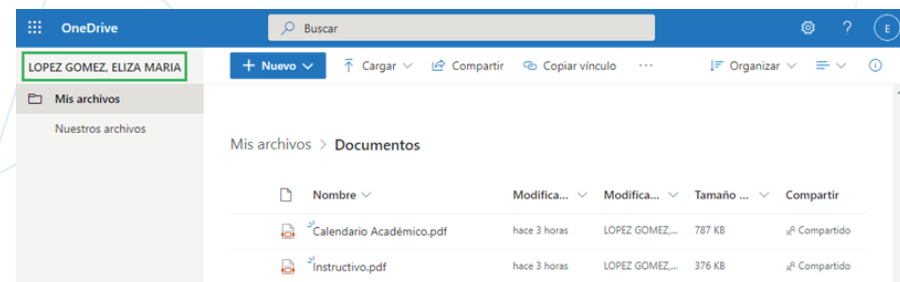 OneDrive Buscar ? E
LOPEZ GOMEZ, ELIZA MARIA + Nuevo Cargar Compartir Copiar vínculo ... Organizar
Mis archivos
Nuestros archivos
Mis archivos > Documentos
Nombre Modifica... Modifica... Tamaño ... Compartir
Calendario Académico.pdf hace 3 horas LOPEZ GOMEZ,... 787 KB Compartido
Instructivo.pdf hace 3 horas LOPEZ GOMEZ,... 376 KB Compartido